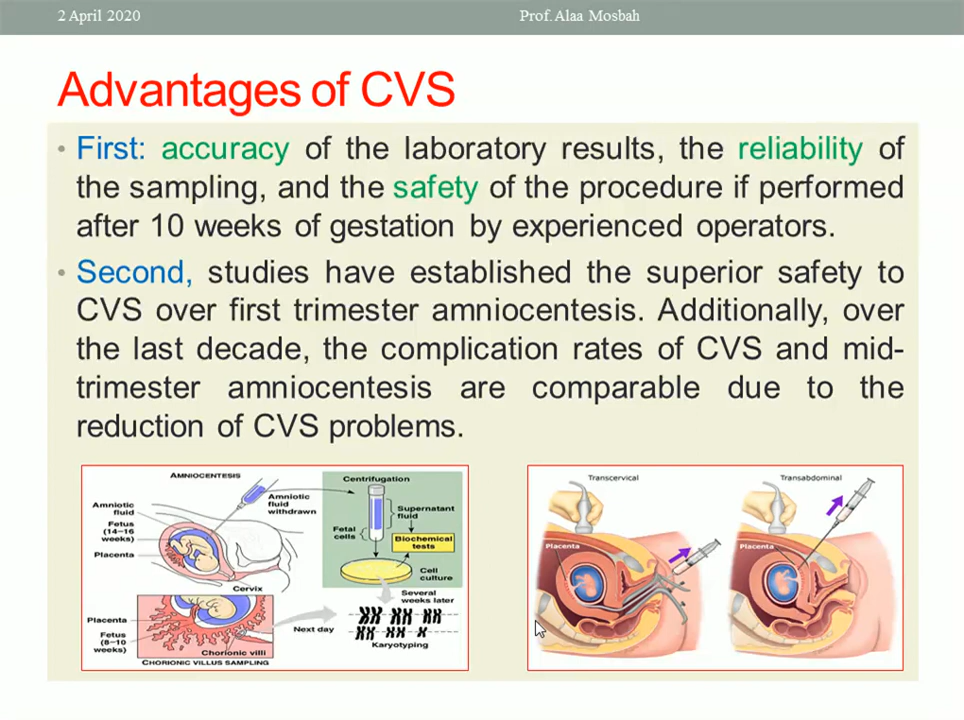 2 April 2020
Prof. Alaa Mosbah
Advantages of CVS
• First: accuracy of the laboratory results, the reliability of
the sampling, and the safety of the procedure if performed
after 10 weeks of gestation by experienced operators.
• Second, studies have established the superior safety to
CVS over first trimester amniocentesis. Additionally, over
the last decade, the complication rates of CVS and mid-
trimester amniocentesis are comparable due to the
reduction of CVS problems.
AMNIOCENTESIS
Amniotic
fluid
withdrawn
Amniotic
fluid
Fetus
(14–16
weeks)
Placenta
Cervix
Centrifugation
Supernatant
fluid
Fetal
cells
Biochemical
tests
Cell
culture
Several
weeks later
Placenta
Fetus
(8–10
weeks)
Chorionic villi
Next day
Karyotyping
CHORIONIC VILLUS SAMPLING
Transcervical
Placenta
Transabdominal
Placenta